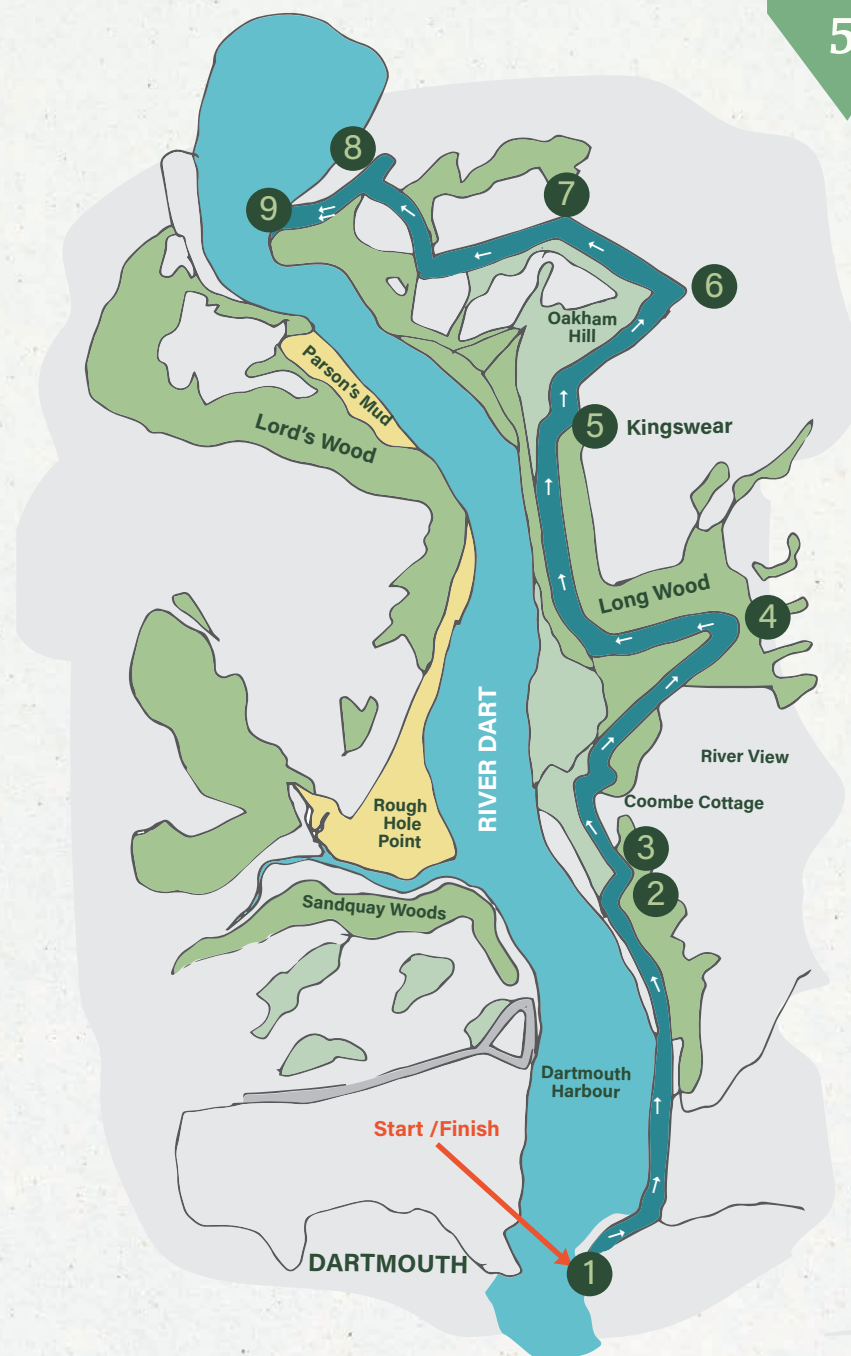 5
8
9
7
6
Oakham
Hill
Parson's Mud
5
Kingswear
Lord's Wood
Long Wood
4
RIVER DART
River View
Coombe Cottage
Rough
Hole
Point
3
2
Sandquay Woods
Dartmouth
Harbour
Start /Finish
DARTMOUTH
1